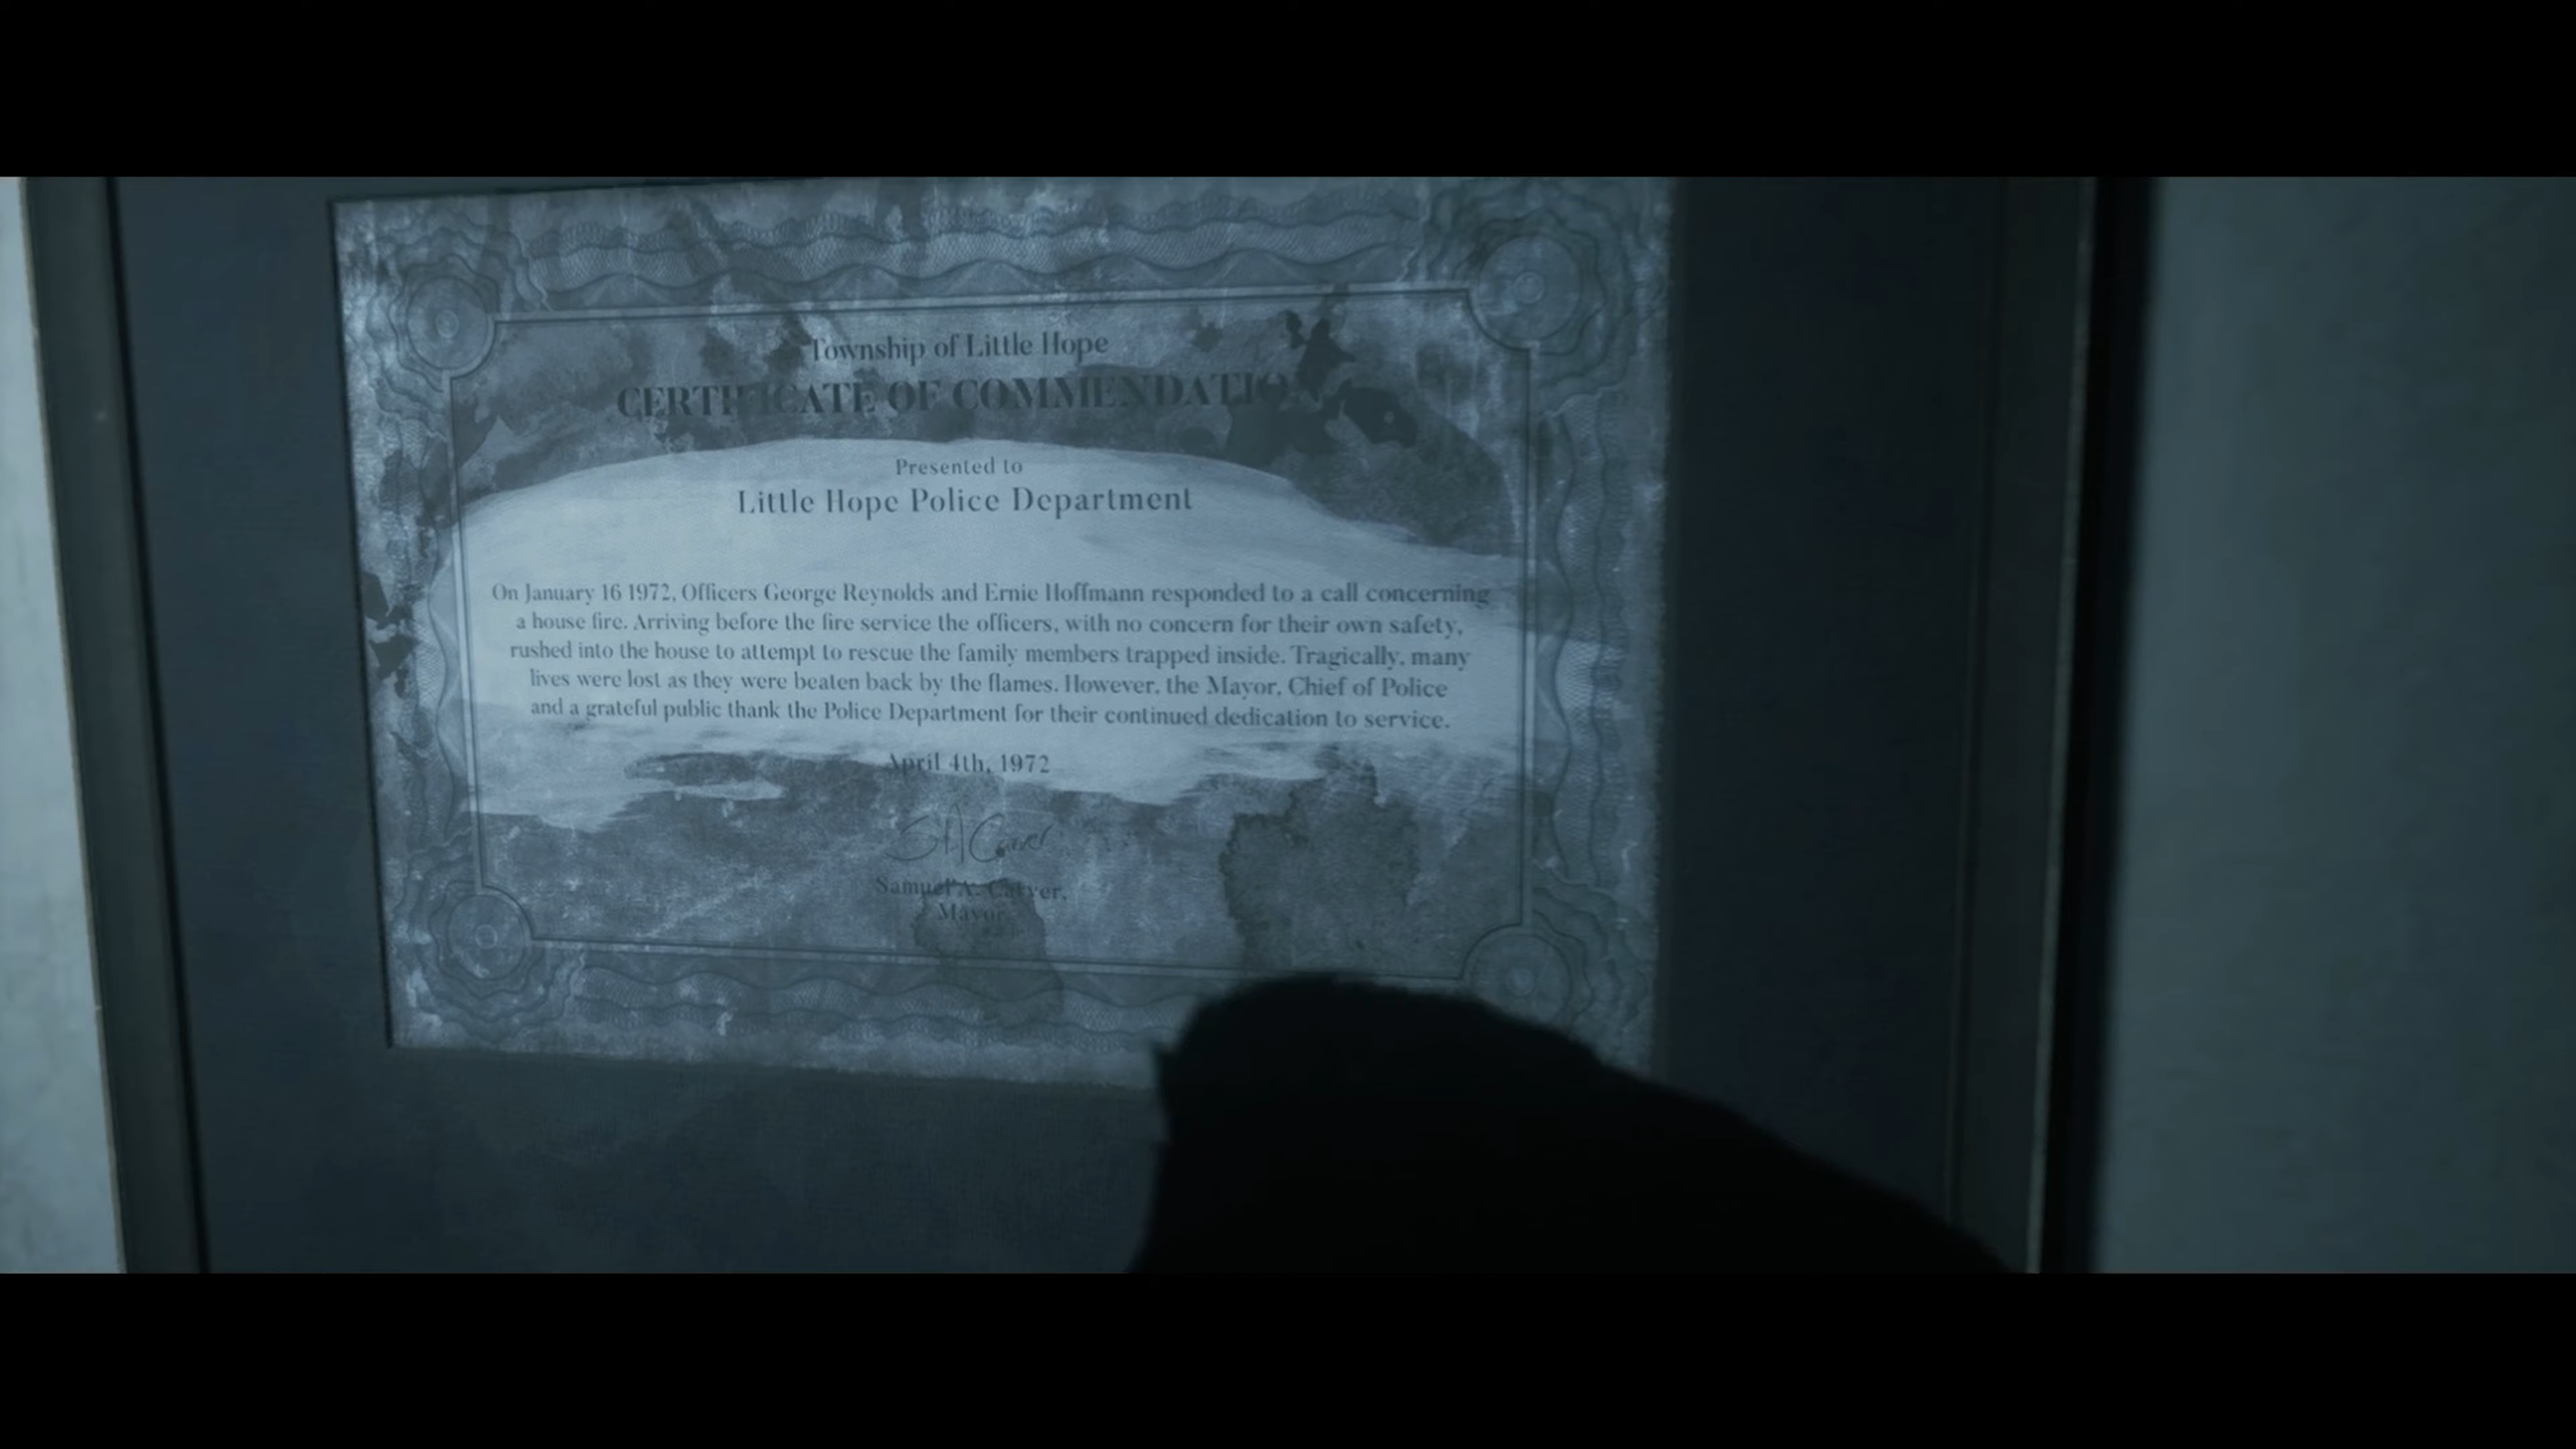 Township of Little Hope
CERTIFICATE OF COMMENDATION
Presented to
Little Hope Police Department
On January 16 1972, Officers George Reynolds and Ernie Hoffmann responded to a call concerning
a house fire. Arriving before the fire service the officers, with no concern for their own safety,
rushed into the house to attempt to rescue the family members trapped inside. Tragically, many
lives were lost as they were beaten back by the flames. However, the Mayor, Chief of Police
and a grateful public thank the Police Department for their continued dedication to service.
April 4th, 1972
SA Carver
Samuel A. Carver,
Mayor